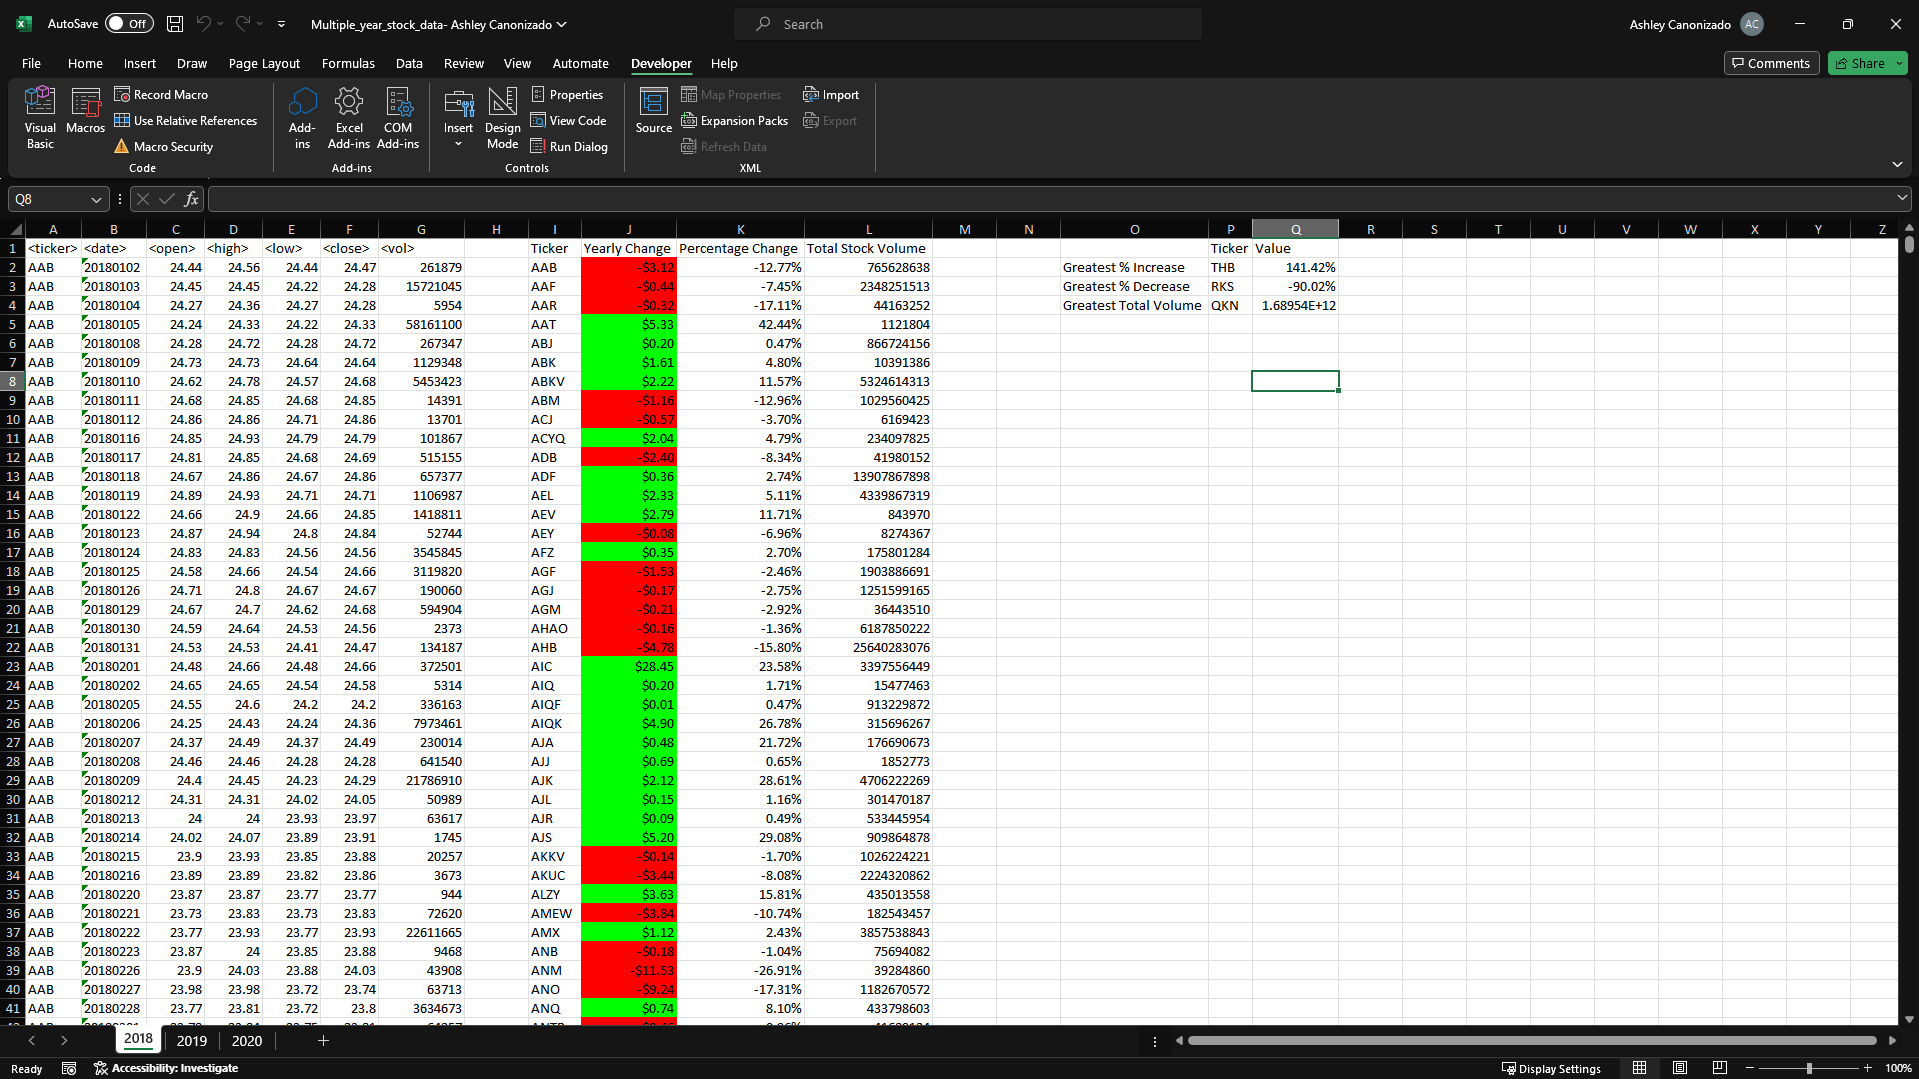 AutoSave Off Multiple_year_stock_data- Ashley Canonizado Search Ashley Canonizado AC
File Home Insert Draw Page Layout Formulas Data Review View Automate Developer Help Comments Share
Visual Basic Macros Record Macro Use Relative References Macro Security Code
Add-ins Excel Add-ins COM Add-ins Add-ins
Insert Design Mode Properties View Code Run Dialog Controls
Source Map Properties Expansion Packs Refresh Data Import Export XML
Q8 fx
A B C D E F G H I J K L M N O P Q R S T U V W X Y Z
1 <ticker> <date> <open> <high> <low> <close> <vol> Ticker Yearly Change Percentage Change Total Stock Volume Ticker Value
2 AAB 20180102 24.44 24.56 24.44 24.47 261879 AAB -$3.12 -12.77% 765628638 Greatest % Increase THB 141.42%
3 AAB 20180103 24.45 24.45 24.22 24.28 15721045 AAF -$0.44 -7.45% 2348251513 Greatest % Decrease RKS -90.02%
4 AAB 20180104 24.27 24.36 24.27 24.28 5954 AAR -$0.32 -17.11% 44163252 Greatest Total Volume QKN 1.68954E+12
5 AAB 20180105 24.24 24.33 24.22 24.33 58161100 AAT $5.33 42.44% 1121804
6 AAB 20180108 24.28 24.72 24.28 24.72 267347 ABJ $0.20 0.47% 866724156
7 AAB 20180109 24.73 24.73 24.64 24.64 1129348 ABK $1.61 4.80% 10391386
8 AAB 20180110 24.62 24.78 24.57 24.68 5453423 ABKV $2.22 11.57% 5324614313
9 AAB 20180111 24.68 24.85 24.68 24.85 14391 ABM -$1.16 -12.96% 1029560425
10 AAB 20180112 24.86 24.86 24.71 24.86 13701 ACJ -$0.57 -3.70% 6169423
11 AAB 20180116 24.85 24.93 24.79 24.79 101867 ACYQ $2.04 4.79% 234097825
12 AAB 20180117 24.81 24.85 24.68 24.69 515155 ADB -$2.40 -8.34% 41980152
13 AAB 20180118 24.67 24.86 24.67 24.86 657377 ADF $0.36 2.74% 13907867898
14 AAB 20180119 24.89 24.93 24.71 24.71 1106987 AEL $2.33 5.11% 4339867319
15 AAB 20180122 24.66 24.9 24.66 24.85 1418811 AEV $2.79 11.71% 843970
16 AAB 20180123 24.87 24.94 24.8 24.84 52744 AEY -$0.08 -6.96% 8274367
17 AAB 20180124 24.83 24.83 24.56 24.56 3545845 AFZ $0.35 2.70% 175801284
18 AAB 20180125 24.58 24.66 24.54 24.66 3119820 AGF -$1.53 -2.46% 1903886691
19 AAB 20180126 24.71 24.8 24.67 24.67 190060 AGJ -$0.17 -2.75% 1251599165
20 AAB 20180129 24.67 24.7 24.62 24.68 594904 AGM -$0.21 -2.92% 36443510
21 AAB 20180130 24.59 24.64 24.53 24.56 2373 AHAO -$0.16 -1.36% 6187850222
22 AAB 20180131 24.53 24.53 24.41 24.47 134187 AHB -$4.78 -15.80% 25640283076
23 AAB 20180201 24.48 24.66 24.48 24.66 372501 AIC $28.45 23.58% 3397556449
24 AAB 20180202 24.65 24.65 24.54 24.58 5314 AIQ $0.20 1.71% 15477463
25 AAB 20180205 24.55 24.6 24.2 24.2 336163 AIQF $0.01 0.47% 913229872
26 AAB 20180206 24.25 24.43 24.24 24.36 7973461 AIQK $4.90 26.78% 315696267
27 AAB 20180207 24.37 24.49 24.37 24.49 230014 AJA $0.48 21.72% 176690673
28 AAB 20180208 24.46 24.46 24.28 24.28 641540 AJJ $0.69 0.65% 1852773
29 AAB 20180209 24.4 24.45 24.23 24.29 21786910 AJK $2.12 28.61% 4706222269
30 AAB 20180212 24.31 24.31 24.02 24.05 50989 AJL $0.15 1.16% 301470187
31 AAB 20180213 24 24 23.93 23.97 63617 AJR $0.09 0.49% 533445954
32 AAB 20180214 24.02 24.07 23.89 23.91 1745 AJS $5.20 29.08% 909864878
33 AAB 20180215 23.9 23.93 23.85 23.88 20257 AKKV -$0.14 -1.70% 1026224221
34 AAB 20180216 23.89 23.89 23.82 23.86 3673 AKUC -$3.44 -8.08% 2224320862
35 AAB 20180220 23.87 23.87 23.77 23.77 944 ALZY $3.63 15.81% 435013558
36 AAB 20180221 23.73 23.83 23.73 23.83 72620 AMEW -$3.84 -10.74% 182543457
37 AAB 20180222 23.77 23.93 23.77 23.93 22611665 AMX $1.12 2.43% 3857538843
38 AAB 20180223 23.87 24 23.85 23.88 9468 ANB -$0.18 -1.04% 75694082
39 AAB 20180226 23.9 24.03 23.88 24.03 43908 ANM -$11.53 -26.91% 39284860
40 AAB 20180227 23.98 23.98 23.72 23.74 63713 ANO -$9.24 -17.31% 1182670572
41 AAB 20180228 23.77 23.81 23.72 23.8 3634673 ANQ $0.74 8.10% 433798603
2018 2019 2020
Ready Accessibility: Investigate Display Settings 100%